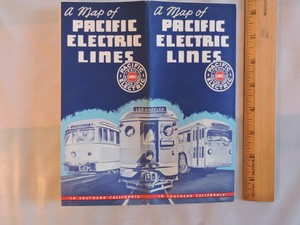 A Map of
PACIFIC
ELECTRIC
LINES
PACIFIC
ELECTRIC
A Map of
PACIFIC
ELECTRIC
LINES
PACIFIC
ELECTRIC
LOS ANGELES
"IN SOUTHERN CALIFORNIA"
"IN SOUTHERN CALIFORNIA"